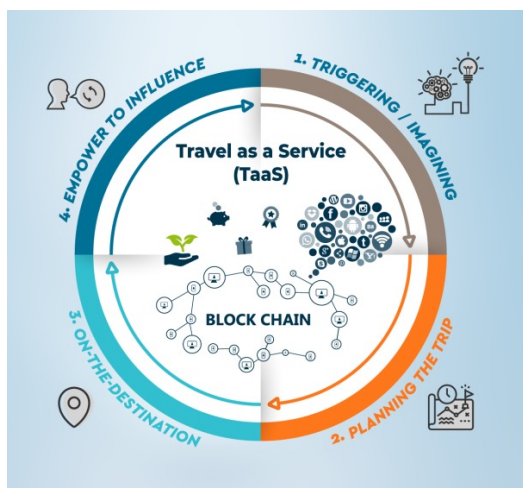 1. TRIGGERING / IMAGINING
2. PLANNING THE TRIP
3. ON-THE-DESTINATION
4. EMPOWER TO INFLUENCE
Travel as a Service
(TaaS)
BLOCK CHAIN